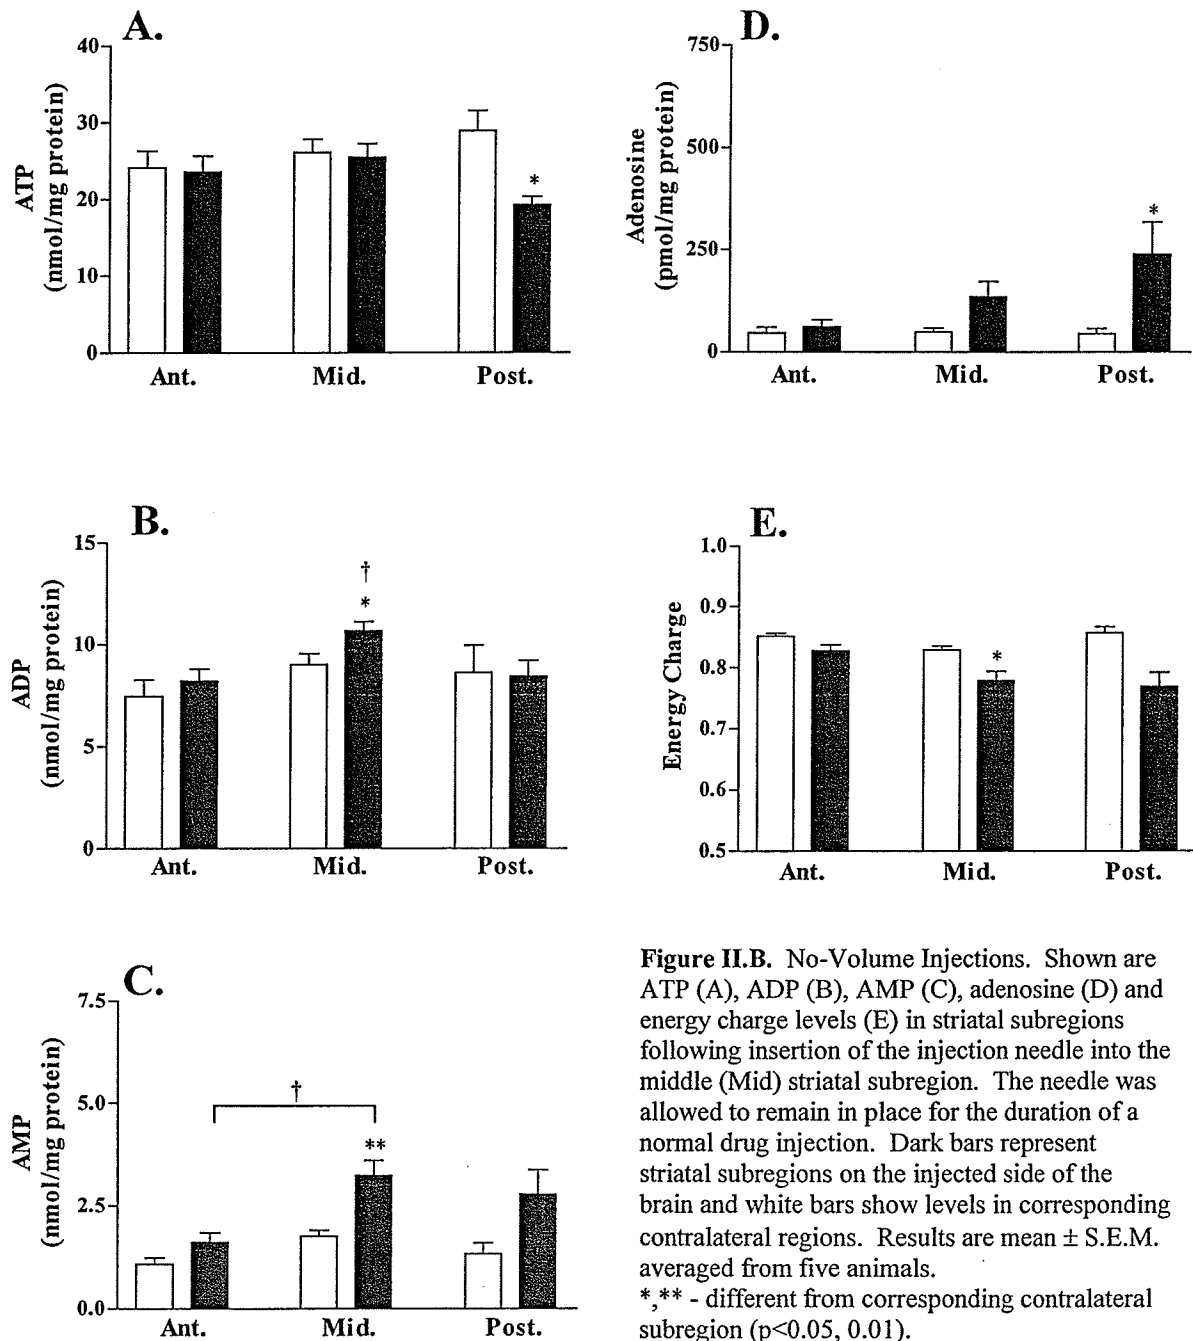 A.
40
30
20
10
0
ATP
(nmol/mg protein)
*
Ant. Mid. Post.
D.
750
500
250
0
Adenosine
(pmol/mg protein)
*
Ant. Mid. Post.
B.
15
10
5
0
ADP
(nmol/mg protein)
†
*
Ant. Mid. Post.
E.
1.0
0.9
0.8
0.7
0.6
0.5
Energy Charge
*
Ant. Mid. Post.
C.
7.5
5.0
2.5
0.0
AMP
(nmol/mg protein)
†
**
Ant. Mid. Post.
Figure II.B. No-Volume Injections. Shown are
ATP (A), ADP (B), AMP (C), adenosine (D) and
energy charge levels (E) in striatal subregions
following insertion of the injection needle into the
middle (Mid) striatal subregion. The needle was
allowed to remain in place for the duration of a
normal drug injection. Dark bars represent
striatal subregions on the injected side of the
brain and white bars show levels in corresponding
contralateral regions. Results are mean ± S.E.M.
averaged from five animals.
*,** - different from corresponding contralateral
subregion (p<0.05, 0.01).